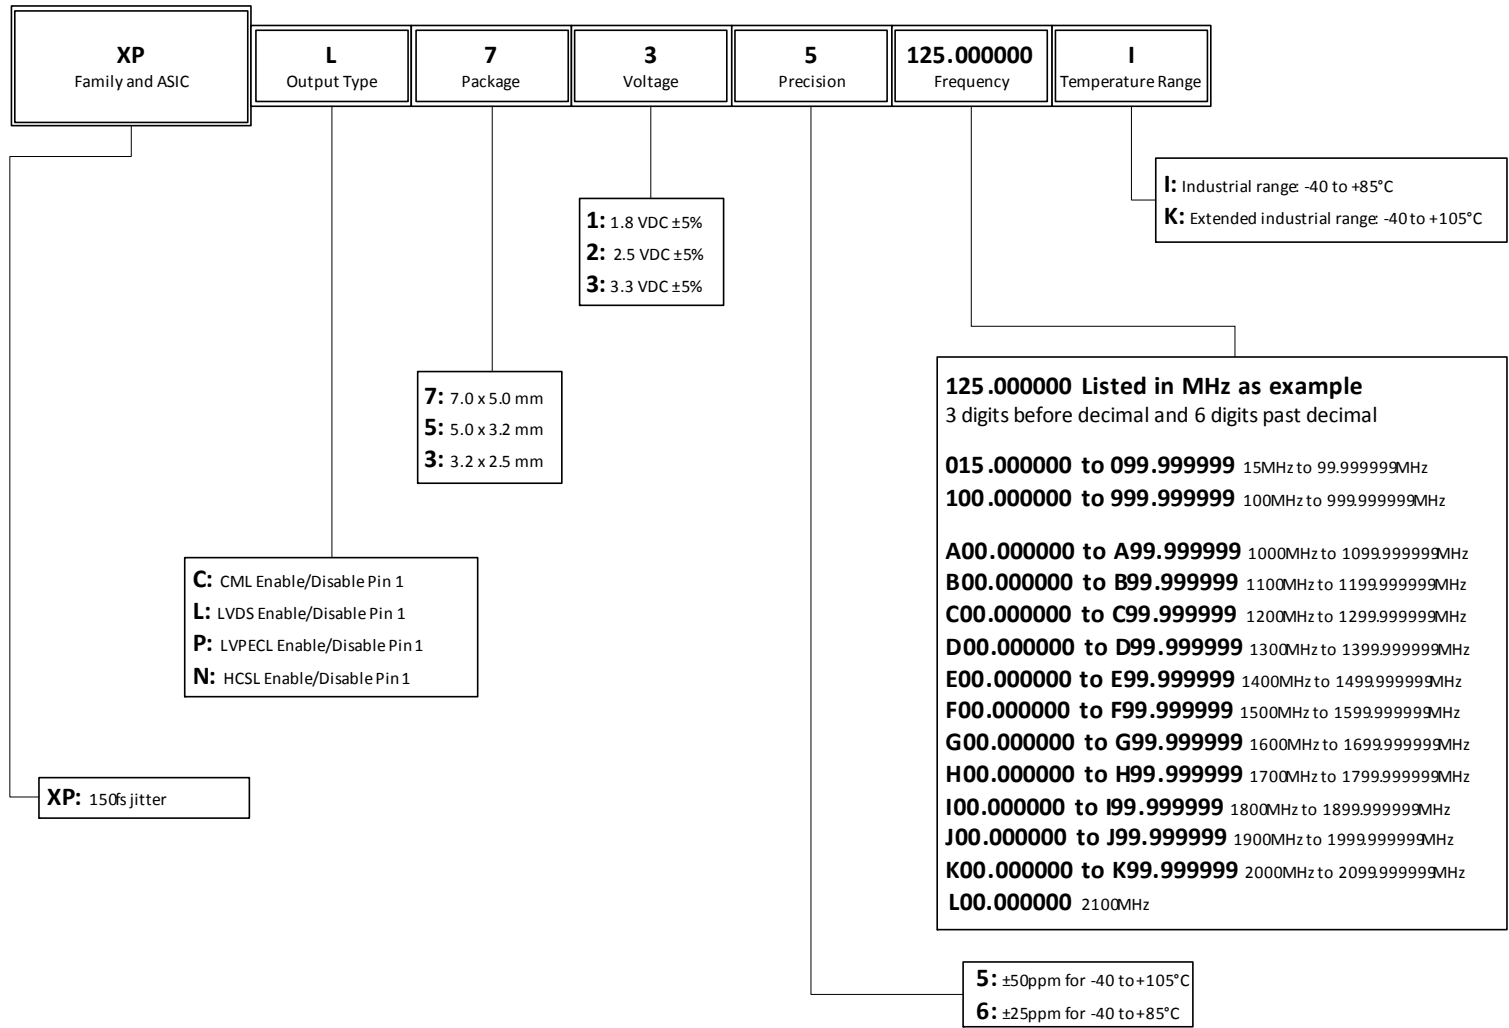 XP
Family and ASIC
L
Output Type
7
Package
3
Voltage
5
Precision
125.000000
Frequency
I
Temperature Range
I: Industrial range: -40 to +85°C
K: Extended industrial range: -40 to +105°C
1: 1.8 VDC ±5%
2: 2.5 VDC ±5%
3: 3.3 VDC ±5%
7: 7.0 x 5.0 mm
5: 5.0 x 3.2 mm
3: 3.2 x 2.5 mm
125.000000 Listed in MHz as example
3 digits before decimal and 6 digits past decimal
015.000000 to 099.999999 15MHz to 99.999999MHz
100.000000 to 999.999999 100MHz to 999.999999MHz
A00.000000 to A99.999999 1000MHz to 1099.999999MHz
B00.000000 to B99.999999 1100MHz to 1199.999999MHz
C00.000000 to C99.999999 1200MHz to 1299.999999MHz
D00.000000 to D99.999999 1300MHz to 1399.999999MHz
E00.000000 to E99.999999 1400MHz to 1499.999999MHz
F00.000000 to F99.999999 1500MHz to 1599.999999MHz
G00.000000 to G99.999999 1600MHz to 1699.999999MHz
H00.000000 to H99.999999 1700MHz to 1799.999999MHz
I00.000000 to I99.999999 1800MHz to 1899.999999MHz
J00.000000 to J99.999999 1900MHz to 1999.999999MHz
K00.000000 to K99.999999 2000MHz to 2099.999999MHz
L00.000000 2100MHz
C: CML Enable/Disable Pin 1
L: LVDS Enable/Disable Pin 1
P: LVPECL Enable/Disable Pin 1
N: HCSL Enable/Disable Pin 1
XP: 150fs jitter
5: ±50ppm for -40 to +105°C
6: ±25ppm for -40 to +85°C